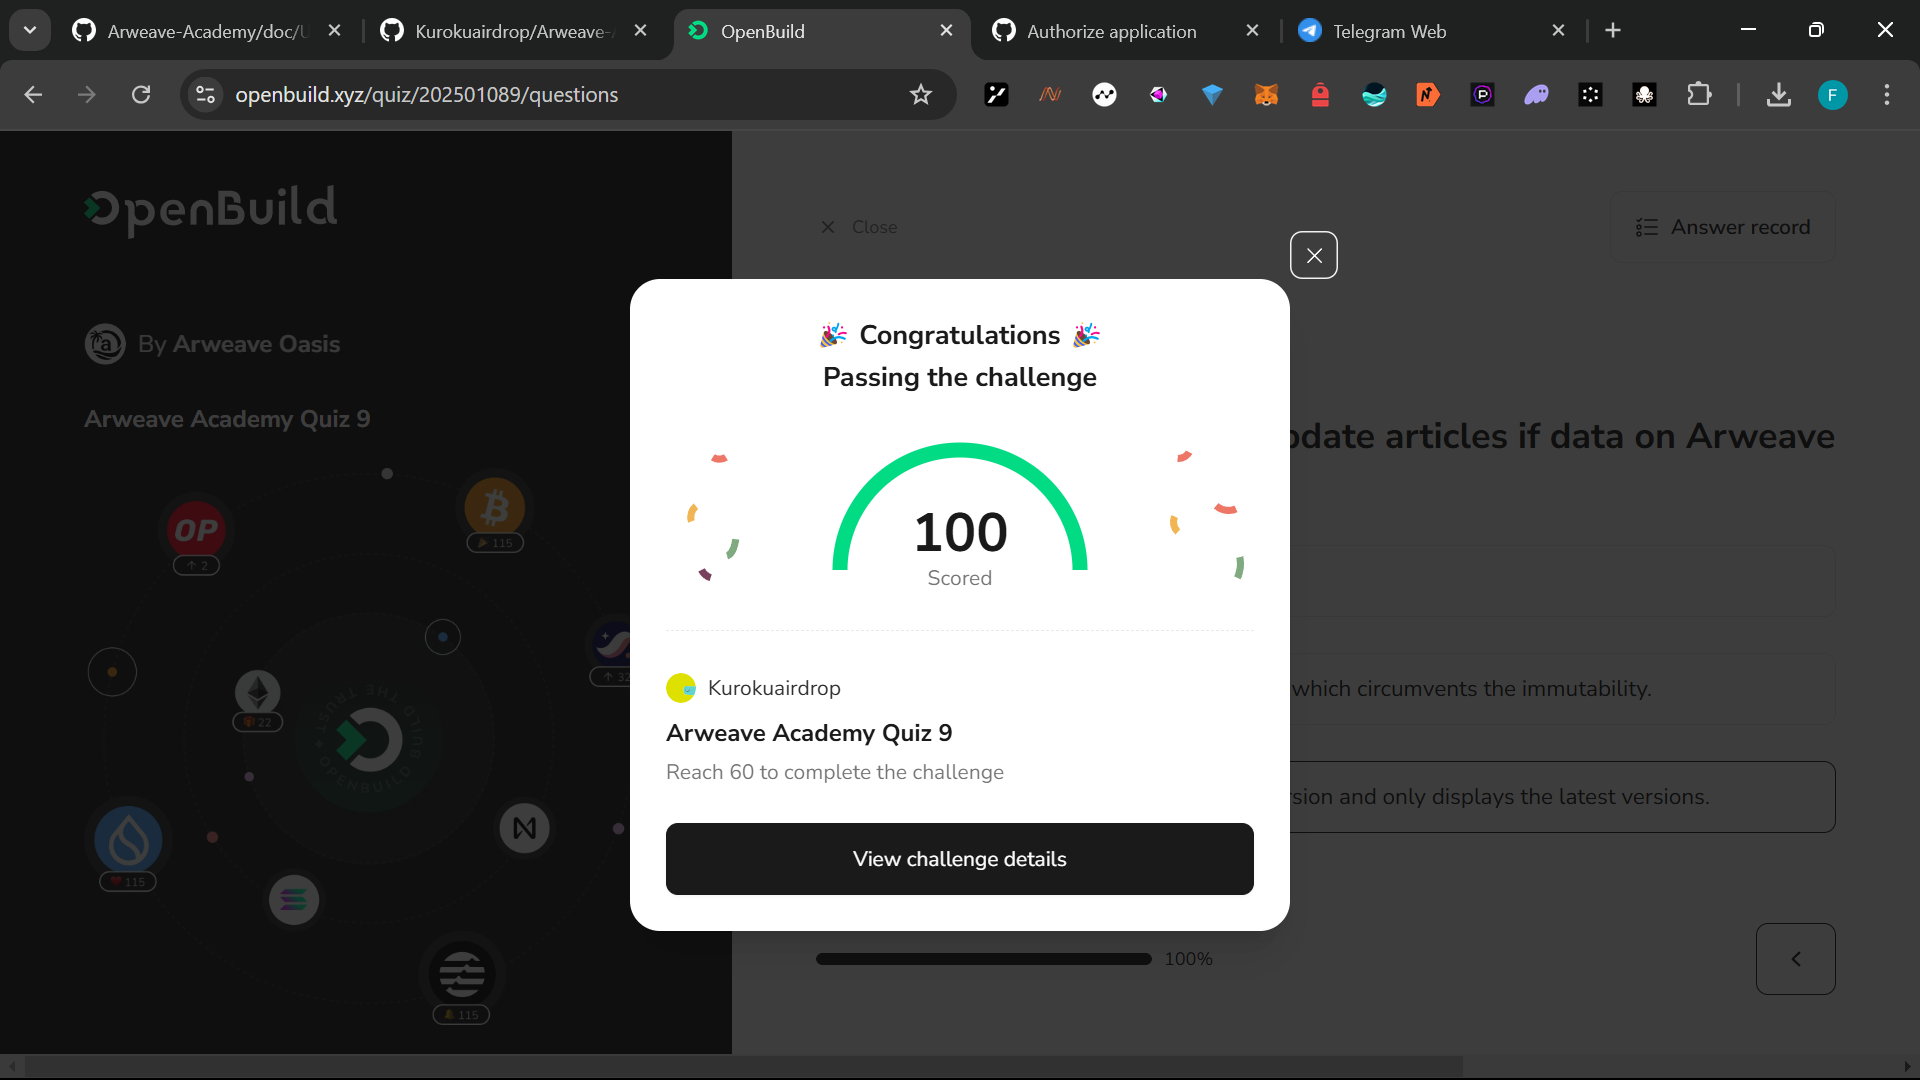 Arweave-Academy/doc/U
Kurokuairdrop/Arweave-A
OpenBuild
Authorize application
Telegram Web
openbuild.xyz/quiz/202501089/questions
F
OpenBuild
By Arweave Oasis
Arweave Academy Quiz 9
OP
2
115
32
22
BUILD THE TRUST + OPENBUILD
115
115
Close
Answer record
pdate articles if data on Arweave
which circumvents the immutability.
sion and only displays the latest versions.
100%
Congratulations
Passing the challenge
100
Scored
Kurokuairdrop
Arweave Academy Quiz 9
Reach 60 to complete the challenge
View challenge details